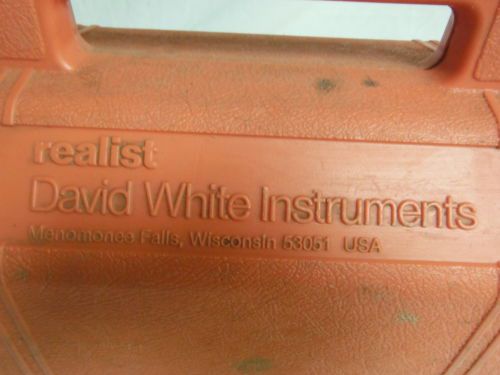 realist
David White Instruments
Menomonee Falls, Wisconsin 53051 USA